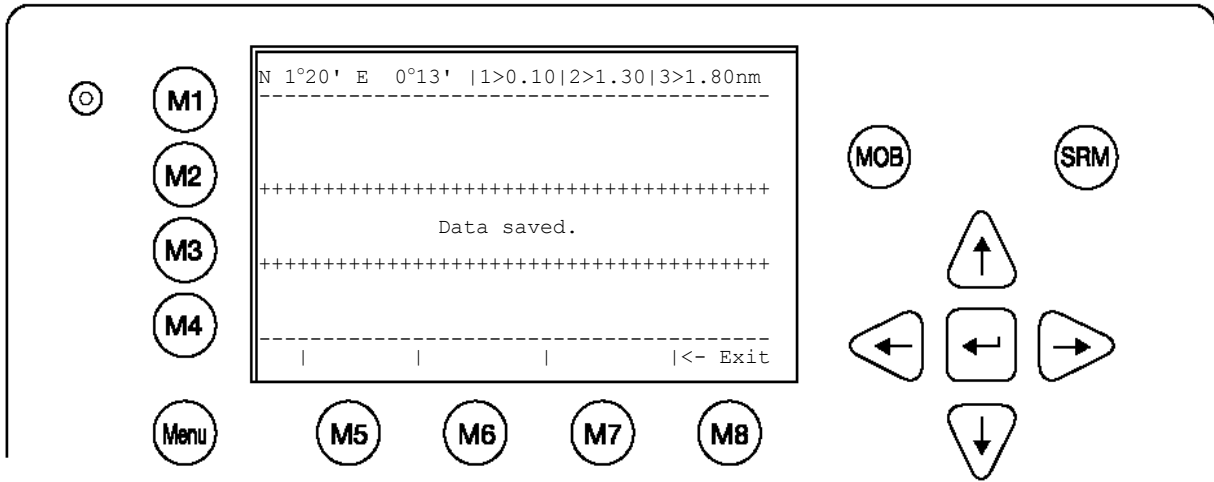 N 1°20' E 0°13' |1>0.10|2>1.30|3>1.80nm
----------------------------------------
++++++++++++++++++++++++++++++++++++++++
Data saved.
++++++++++++++++++++++++++++++++++++++++
----------------------------------------
| | | |<- Exit
M1
M2
M3
M4
Menu
M5
M6
M7
M8
MOB
SRM